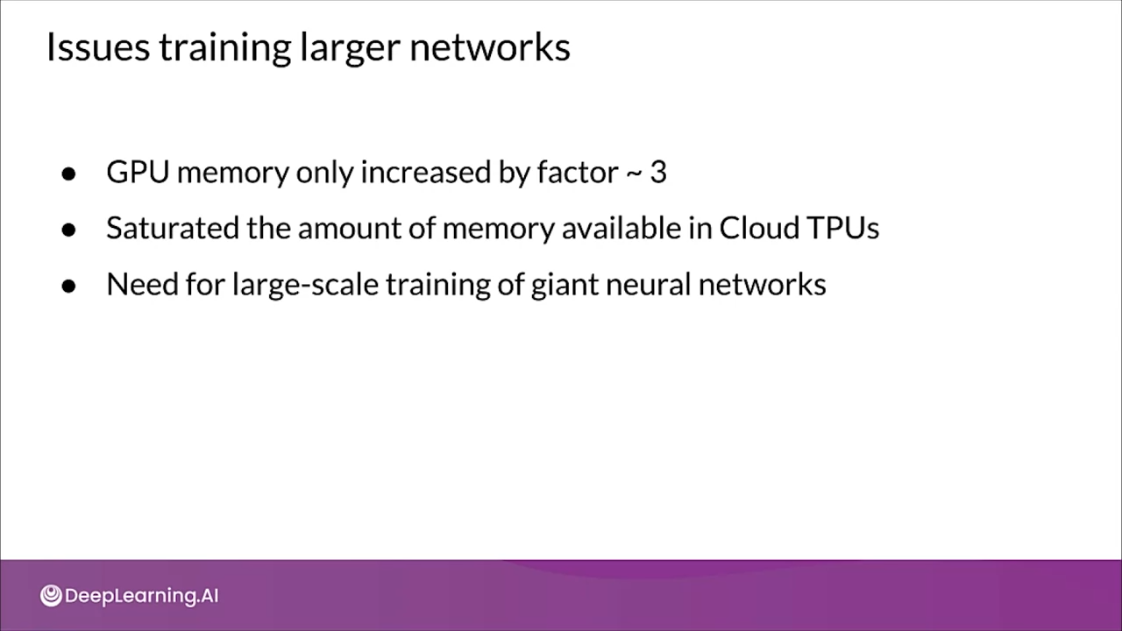 Issues training larger networks
● GPU memory only increased by factor ~ 3
● Saturated the amount of memory available in Cloud TPUs
● Need for large-scale training of giant neural networks
DeepLearning.AI